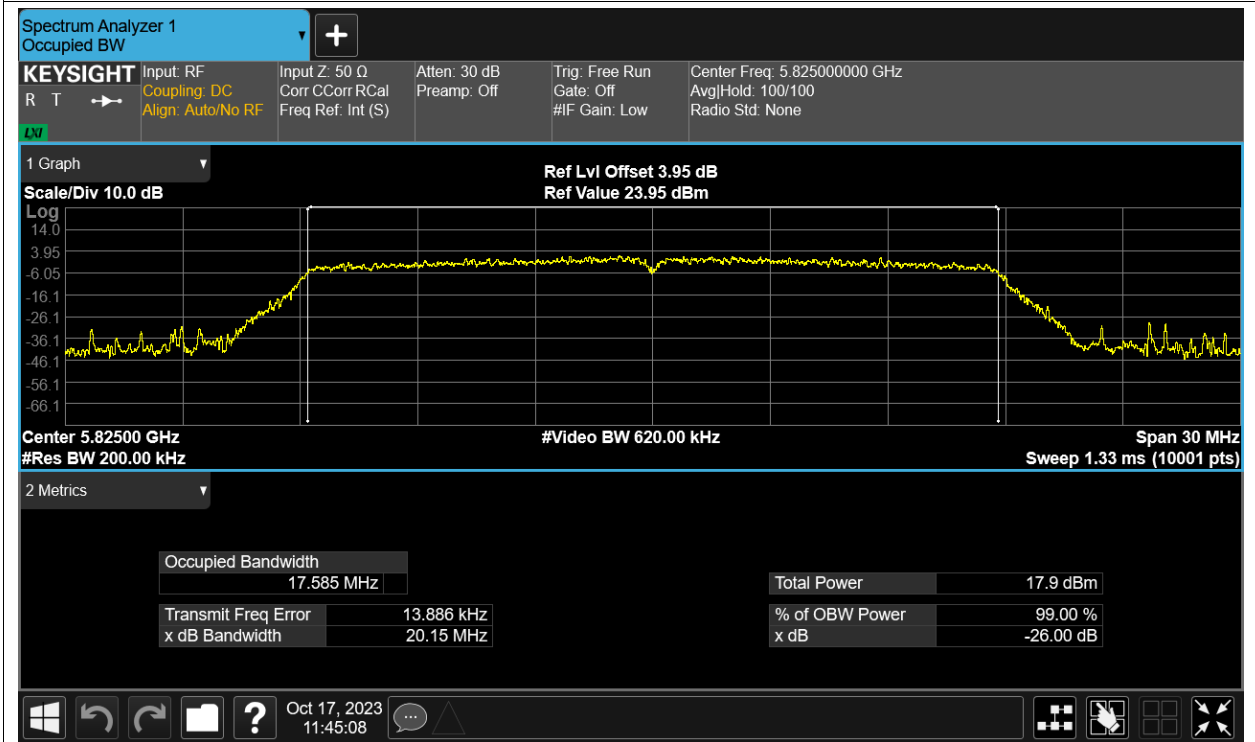 Spectrum Analyzer 1
Occupied BW
KEYSIGHT
R T
LXI
Input: RF
Coupling: DC
Align: Auto/No RF
Input Z: 50 Ω
Corr CCorr RCal
Freq Ref: Int (S)
Atten: 30 dB
Preamp: Off
Trig: Free Run
Gate: Off
#IF Gain: Low
Center Freq: 5.825000000 GHz
Avg|Hold: 100/100
Radio Std: None
1 Graph
Scale/Div 10.0 dB
Ref Lvl Offset 3.95 dB
Ref Value 23.95 dBm
Log
14.0
3.95
-6.05
-16.1
-26.1
-36.1
-46.1
-56.1
-66.1
Center 5.82500 GHz
#Video BW 620.00 kHz
Span 30 MHz
#Res BW 200.00 kHz
Sweep 1.33 ms (10001 pts)
2 Metrics
Occupied Bandwidth
17.585 MHz
Transmit Freq Error 13.886 kHz
x dB Bandwidth 20.15 MHz
Total Power 17.9 dBm
% of OBW Power 99.00 %
x dB -26.00 dB
?
Oct 17, 2023
11:45:08